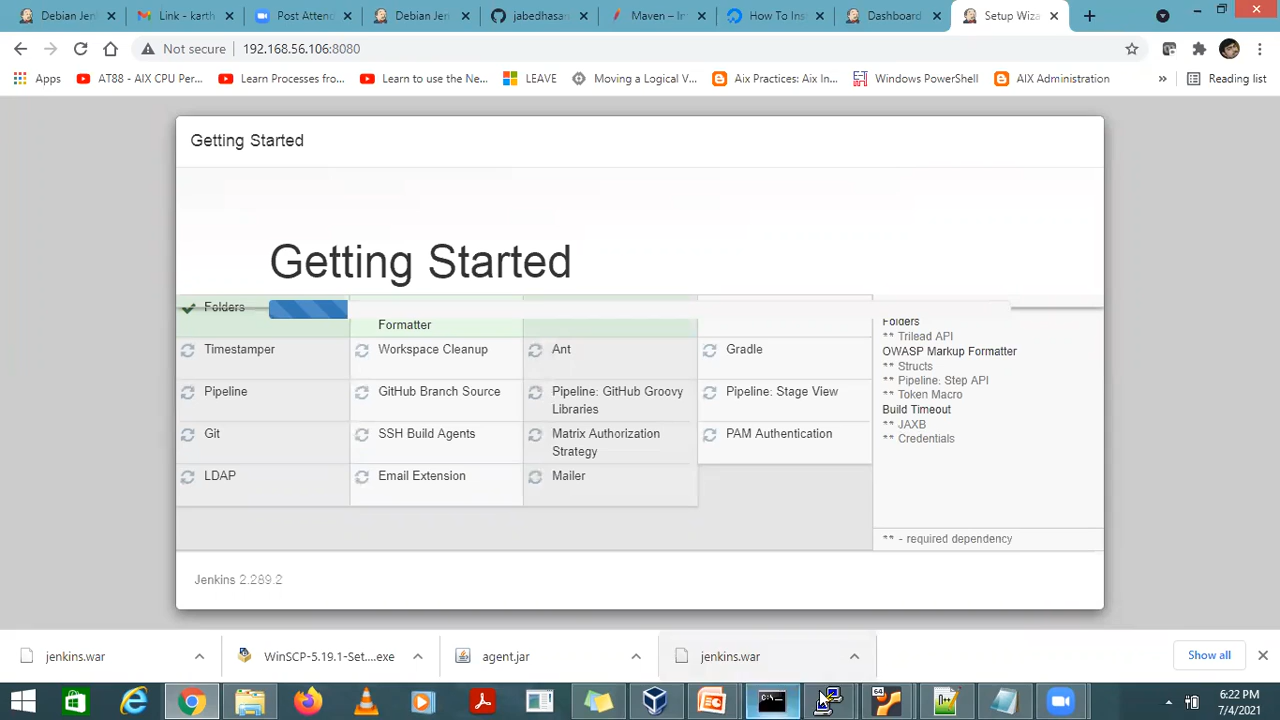 Debian Jen
Link - karth
Post Attend
Debian Jen
jabedhasan
Maven – In
How To Ins
Dashboard
Setup Wiza
Not secure
192.168.56.106:8080
Apps
AT88 - AIX CPU Per...
Learn Processes from...
Learn to use the Ne...
LEAVE
Moving a Logical V...
Aix Practices: Aix In...
Windows PowerShell
AIX Administration
»
Reading list
Getting Started
Getting Started
Folders
Formatter
Timestamper
Workspace Cleanup
Ant
Gradle
Pipeline
GitHub Branch Source
Pipeline: GitHub Groovy
Libraries
Pipeline: Stage View
Git
SSH Build Agents
Matrix Authorization
Strategy
PAM Authentication
LDAP
Email Extension
Mailer
Folders
** Trilead API
OWASP Markup Formatter
** Structs
** Pipeline: Step API
** Token Macro
Build Timeout
** JAXB
** Credentials
** - required dependency
Jenkins 2.289.2
jenkins.war
WinSCP-5.19.1-Set....exe
agent.jar
jenkins.war
Show all
64
6:22 PM
7/4/2021